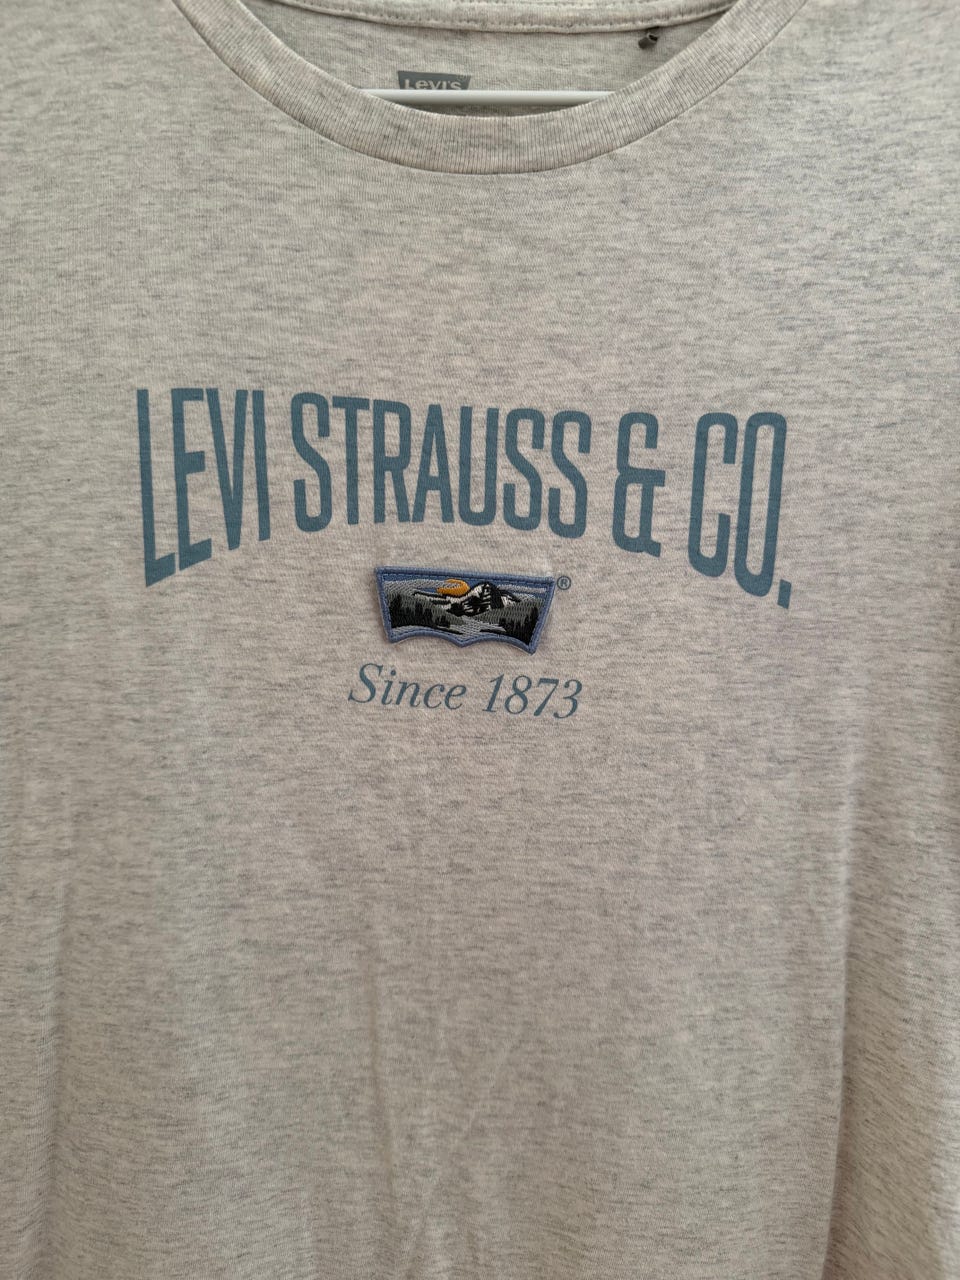 Levi's
LEVI STRAUSS & CO.
®
Since 1873